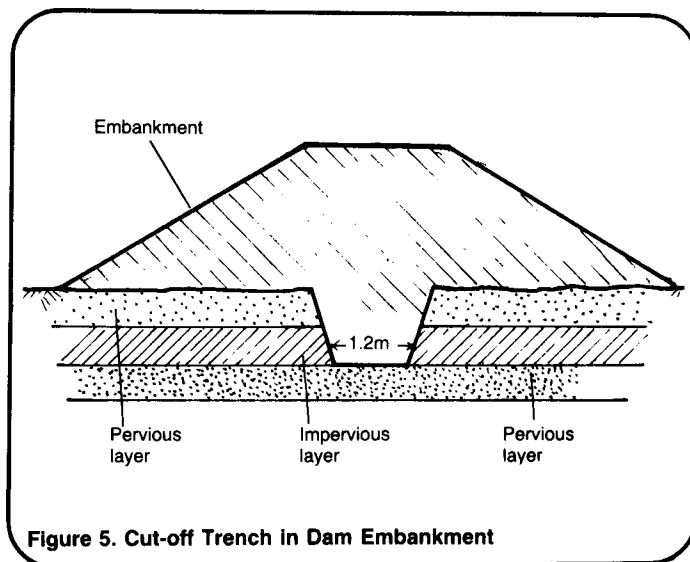 Embankment
1.2m
Pervious
layer
Impervious
layer
Pervious
layer
Figure 5. Cut-off Trench in Dam Embankment